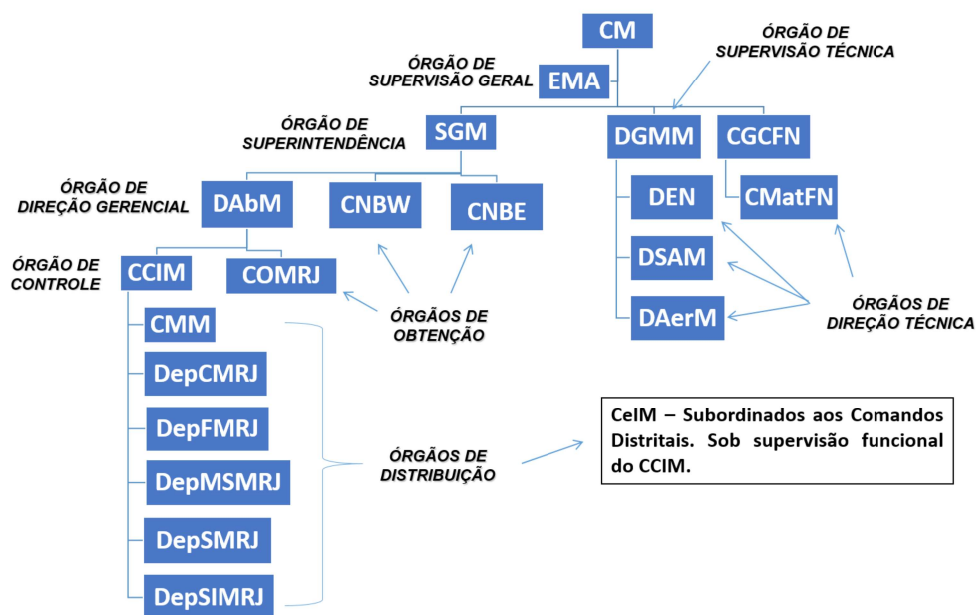 CM
ÓRGÃO DE
SUPERVISÃO TÉCNICA
ÓRGÃO DE
SUPERVISÃO GERAL
EMA
ÓRGÃO DE
SUPERINTENDÊNCIA
SGM
DGMM
CGCFN
ÓRGÃO DE
DIREÇÃO GERENCIAL
DAbM
CNBW
CNBE
DEN
CMatFN
ÓRGÃO DE
CONTROLE
CCIM
COMRJ
DSAM
CMM
ÓRGÃOS DE
OBTENÇÃO
DAerM
ÓRGÃOS DE
DIREÇÃO TÉCNICA
DepCMRJ
DepFMRJ
DepMSMRJ
DepSMRJ
DepSIMRJ
ÓRGÃOS DE
DISTRIBUIÇÃO
CeIM – Subordinados aos Comandos
Distritais. Sob supervisão funcional
do CCIM.